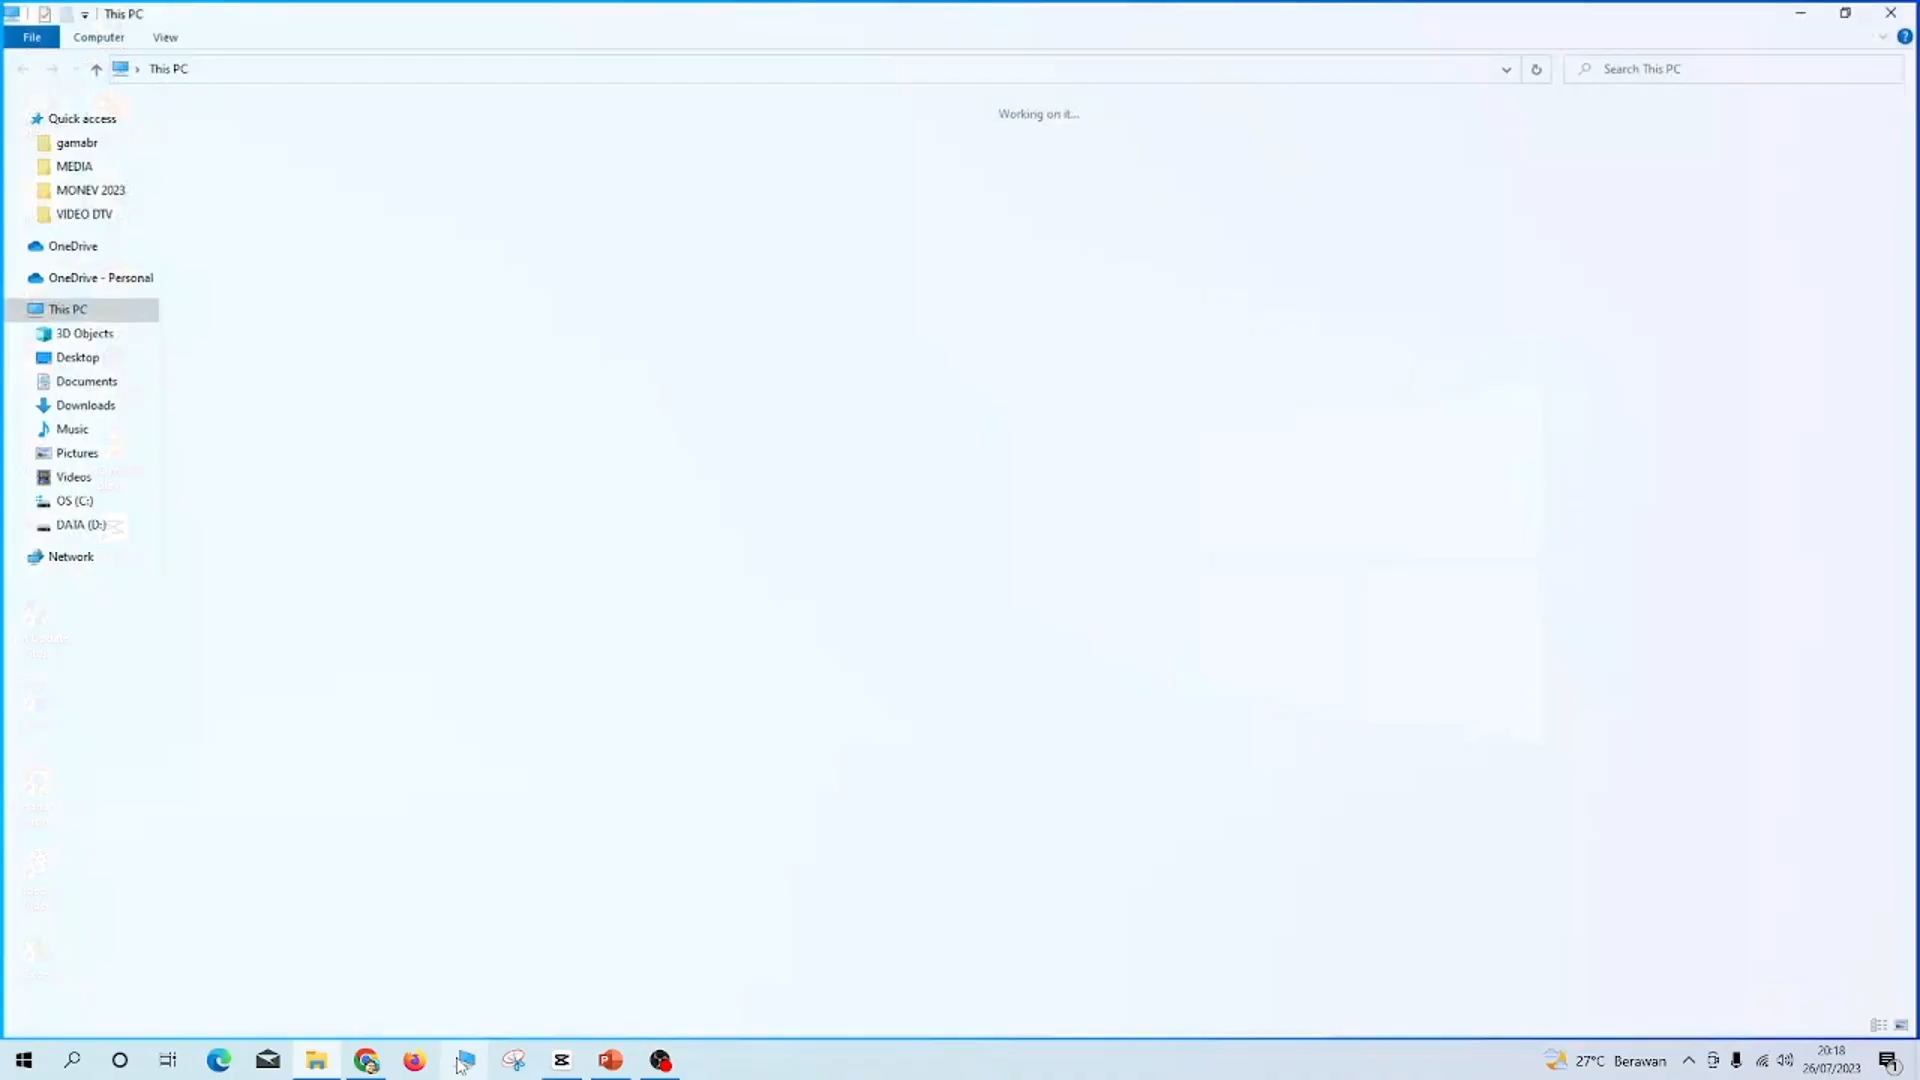 This PC
File
Computer
View
This PC
Search This PC
Working on it...
Quick access
gamabr
MEDIA
MONEV 2023
VIDEO DTV
OneDrive
OneDrive - Personal
This PC
3D Objects
Desktop
Documents
Downloads
Music
Pictures
Videos
OS (C:)
DATA (D:)
Network
27°C Berawan
20:18
26/07/2023
1